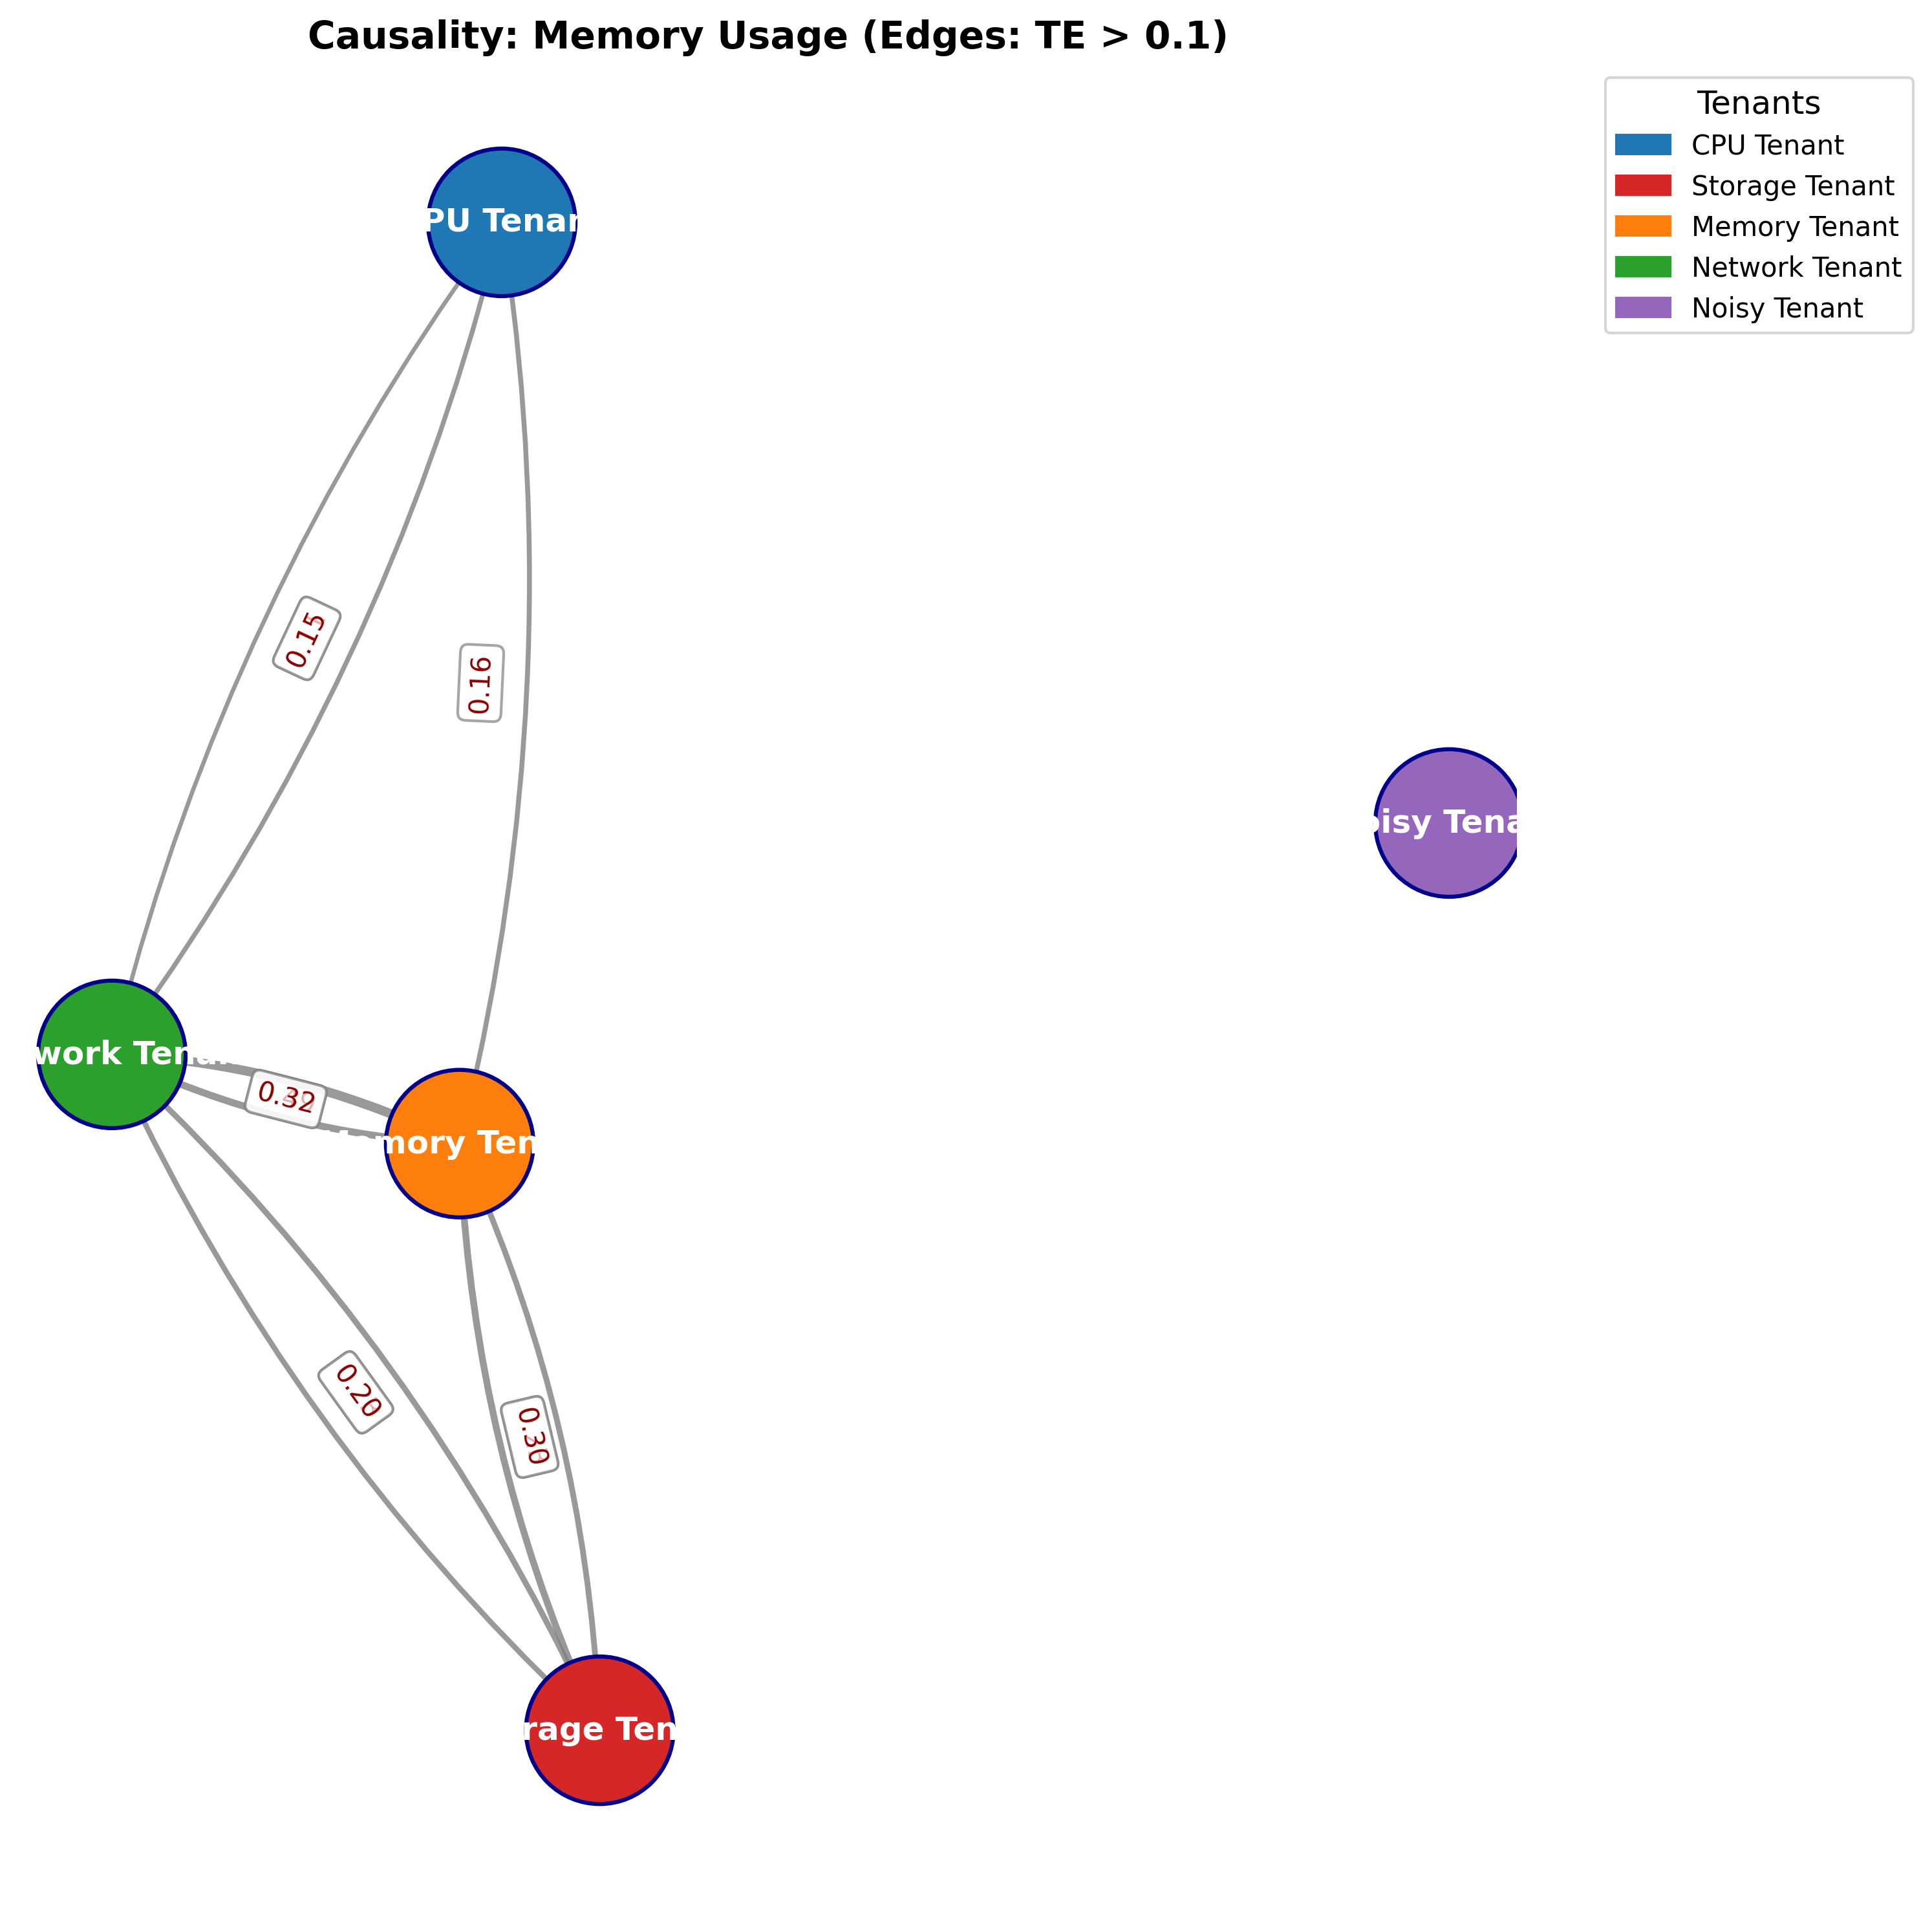 Causality: Memory Usage (Edges: TE > 0.1)
Tenants
CPU Tenant
Storage Tenant
Memory Tenant
Network Tenant
Noisy Tenant
PU Tenan
0.15
0.16
oisy Tena
work Tenan
0.32
mory Ten
0.20
0.30
rage Ten